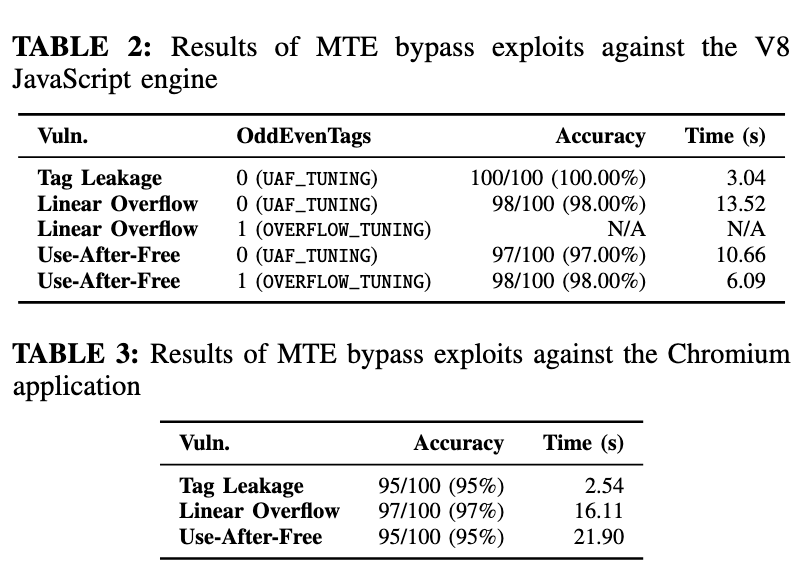 TABLE 2: Results of MTE bypass exploits against the V8
JavaScript engine
Vuln. OddEvenTags Accuracy Time (s)
Tag Leakage 0 (UAF_TUNING) 100/100 (100.00%) 3.04
Linear Overflow 0 (UAF_TUNING) 98/100 (98.00%) 13.52
Linear Overflow 1 (OVERFLOW_TUNING) N/A N/A
Use-After-Free 0 (UAF_TUNING) 97/100 (97.00%) 10.66
Use-After-Free 1 (OVERFLOW_TUNING) 98/100 (98.00%) 6.09
TABLE 3: Results of MTE bypass exploits against the Chromium
application
Vuln. Accuracy Time (s)
Tag Leakage 95/100 (95%) 2.54
Linear Overflow 97/100 (97%) 16.11
Use-After-Free 95/100 (95%) 21.90